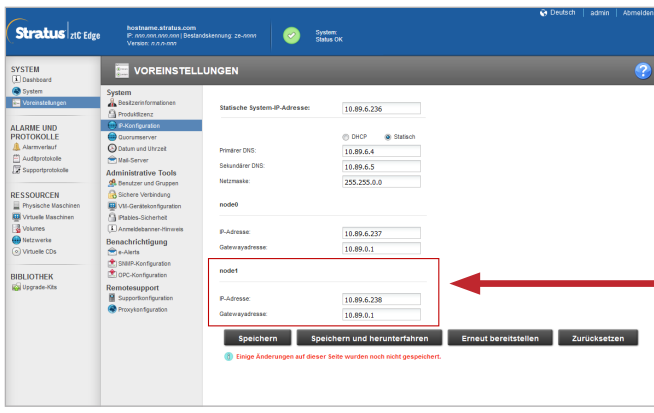 Deutsch | admin | Abmelden
Stratus ztC Edge
hostname.stratus.com
IP: nnn.nnn.nnn.nnn | Bestandskennung: ze-nnnn
Version: n.n.n-nnn
System:
Status OK
SYSTEM
Dashboard
System
Voreinstellungen
ALARME UND
PROTOKOLLE
Alarmverlauf
Auditprotokolle
Supportprotokolle
RESSOURCEN
Physische Maschinen
Virtuelle Maschinen
Volumes
Netzwerke
Virtuelle CDs
BIBLIOTHEK
Upgrade-Kits
VOREINSTELLUNGEN
?
System
Besitzerinformationen
Produktlizenz
IP-Konfiguration
Quorumserver
Datum und Uhrzeit
Mail-Server
Administrative Tools
Benutzer und Gruppen
Sichere Verbindung
VM-Gerätekonfiguration
IPtables-Sicherheit
Anmeldebanner-Hinweis
Benachrichtigung
e-Alerts
SNMP-Konfiguration
OPC-Konfiguration
Remotesupport
Supportkonfiguration
Proxykonfiguration
Statische System-IP-Adresse: 10.89.6.236
DHCP Statisch
Primärer DNS: 10.89.6.4
Sekundärer DNS: 10.89.6.5
Netzmaske: 255.255.0.0
node0
IP-Adresse: 10.89.6.237
Gatewayadresse: 10.89.0.1
node1
IP-Adresse: 10.89.6.238
Gatewayadresse: 10.89.0.1
Speichern Speichern und herunterfahren Erneut bereitstellen Zurücksetzen
Einige Änderungen auf dieser Seite wurden noch nicht gespeichert.